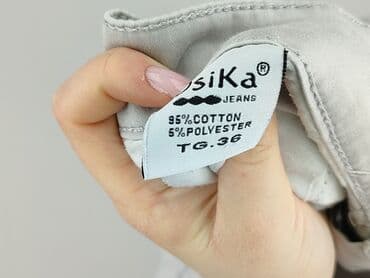 siKa®
JEANS
95%COTTON
5%POLYESTER
TG.36